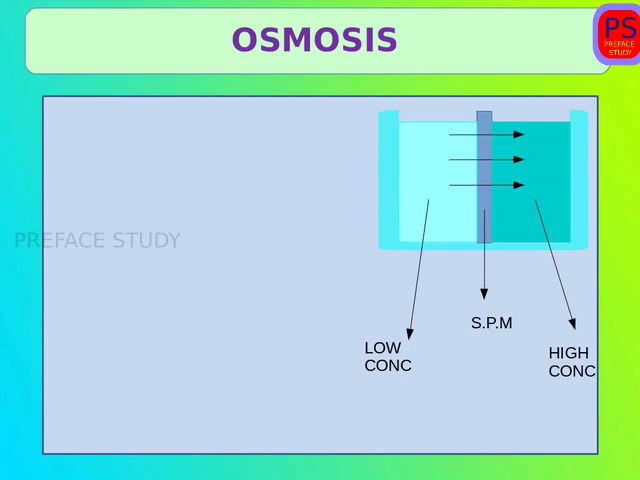 OSMOSIS
PS
PREFACE
STUDY
PREFACE STUDY
S.P.M
LOW
CONC
HIGH
CONC